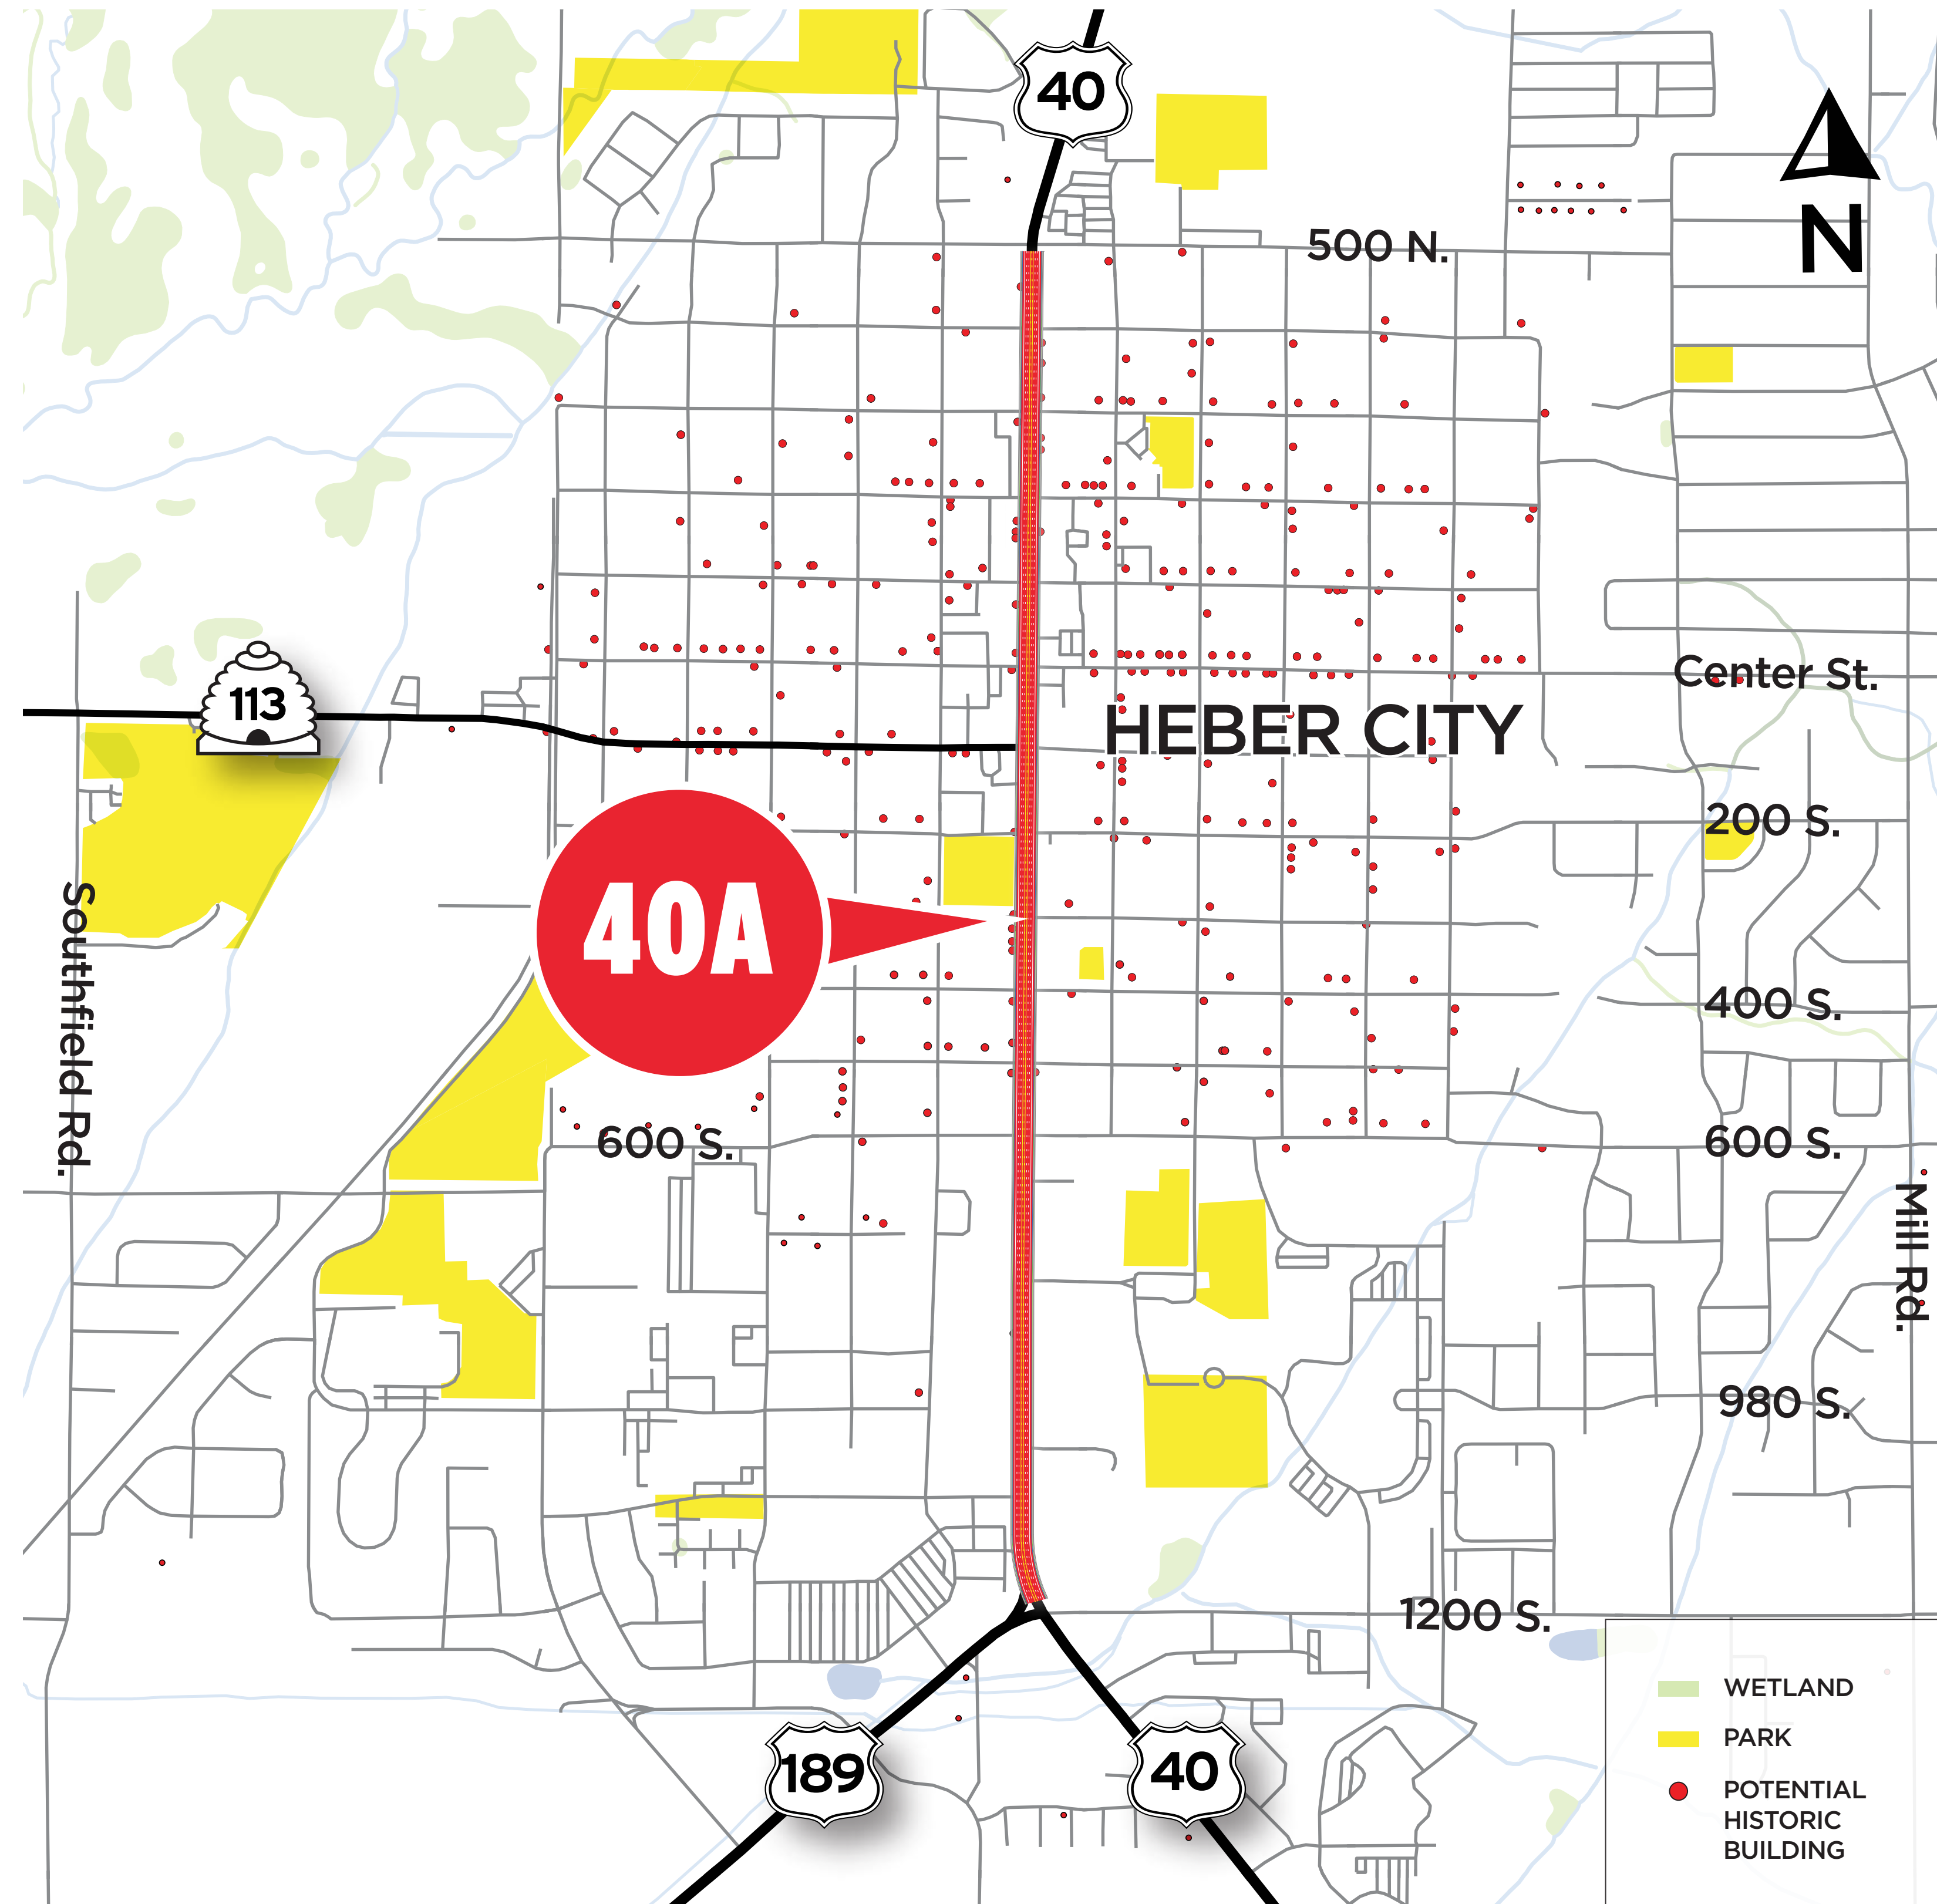 40
N
500 N.
Center St.
113
HEBER CITY
200 S.
40A
Southfield Rd.
400 S.
600 S.
600 S.
Mill Rd.
980 S.
1200 S.
WETLAND
PARK
POTENTIAL
HISTORIC
BUILDING
189
40